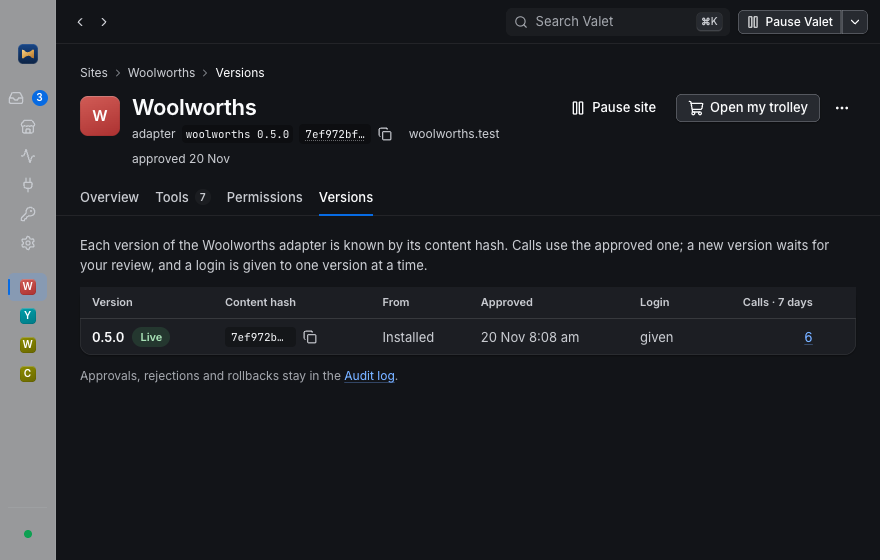 Search Valet
⌘K
Pause Valet
3
Sites
Woolworths
Versions
W
Woolworths
Pause site
Open my trolley
adapter woolworths 0.5.0 7ef972bf… woolworths.test
approved 20 Nov
Overview Tools 7 Permissions Versions
Each version of the Woolworths adapter is known by its content hash. Calls use the approved one; a new version waits for
your review, and a login is given to one version at a time.
Version Content hash From Approved Login Calls · 7 days
0.5.0 Live 7ef972b… Installed 20 Nov 8:08 am given 6
Approvals, rejections and rollbacks stay in the Audit log.
W
Y
W
C